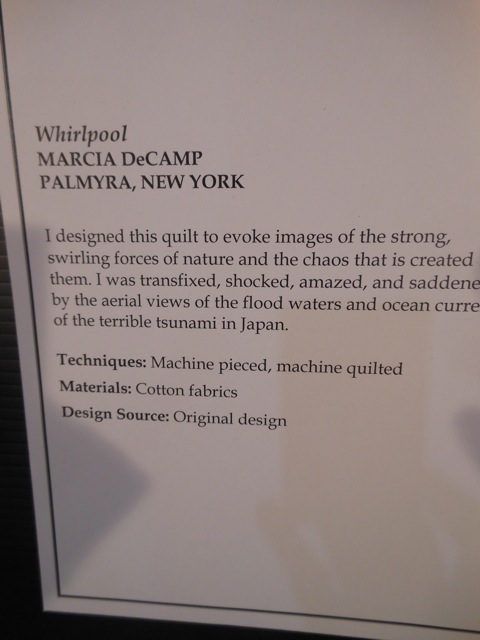 Whirlpool
MARCIA DeCAMP
PALMYRA, NEW YORK
I designed this quilt to evoke images of the strong,
swirling forces of nature and the chaos that is created
them. I was transfixed, shocked, amazed, and saddene
by the aerial views of the flood waters and ocean curre
of the terrible tsunami in Japan.
Techniques: Machine pieced, machine quilted
Materials: Cotton fabrics
Design Source: Original design